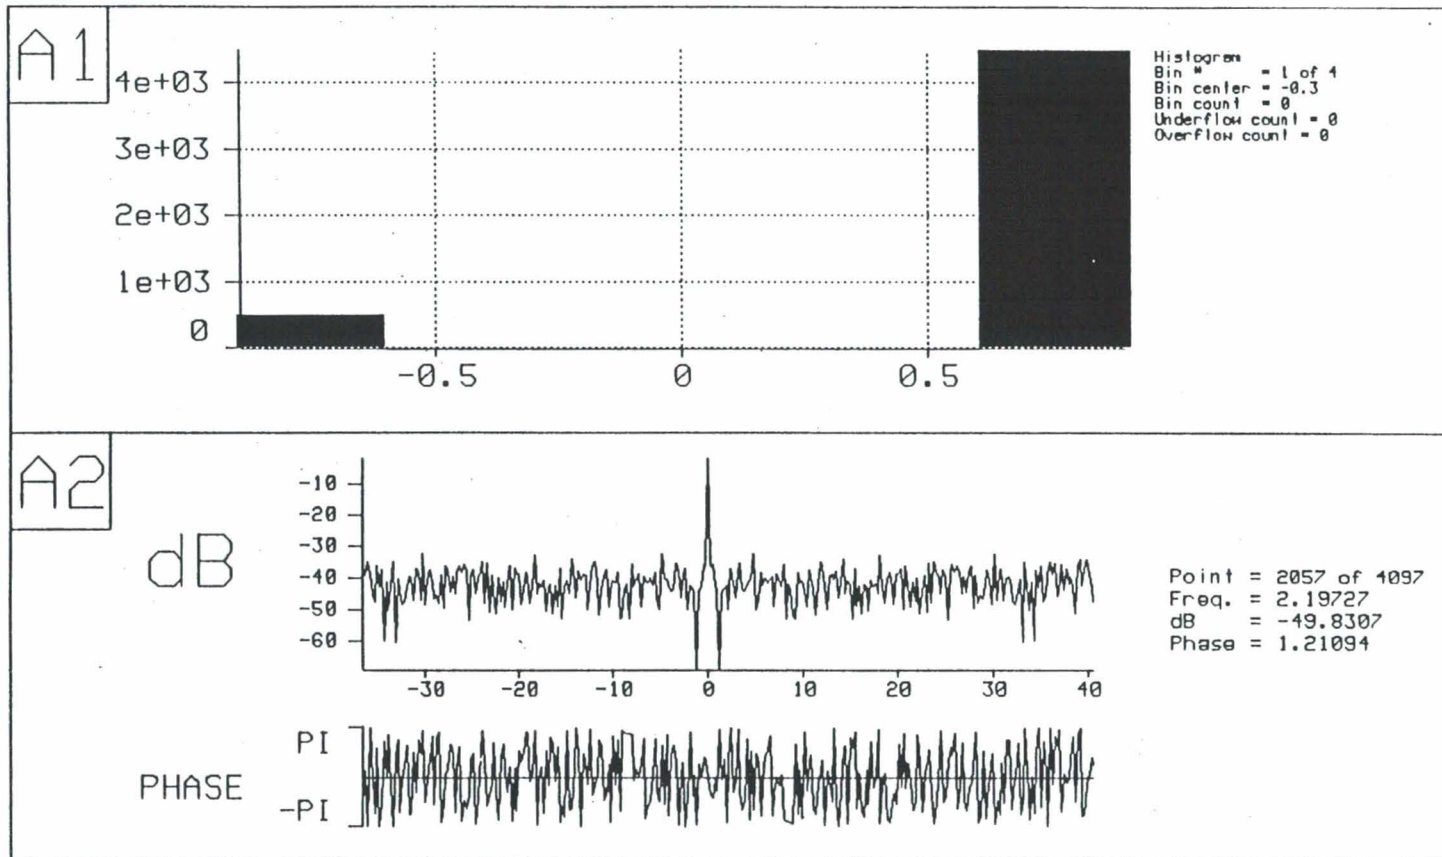 A1
4e+03
3e+03
2e+03
1e+03
0
-0.5 0 0.5
Histogram
Bin # = 1 of 4
Bin center = -0.3
Bin count = 0
Underflow count = 0
Overflow count = 0
A2
dB
-10
-20
-30
-40
-50
-60
-30 -20 -10 0 10 20 30 40
Point = 2057 of 4097
Freq. = 2.19727
dB = -49.8307
Phase = 1.21094
PHASE
PI
-PI